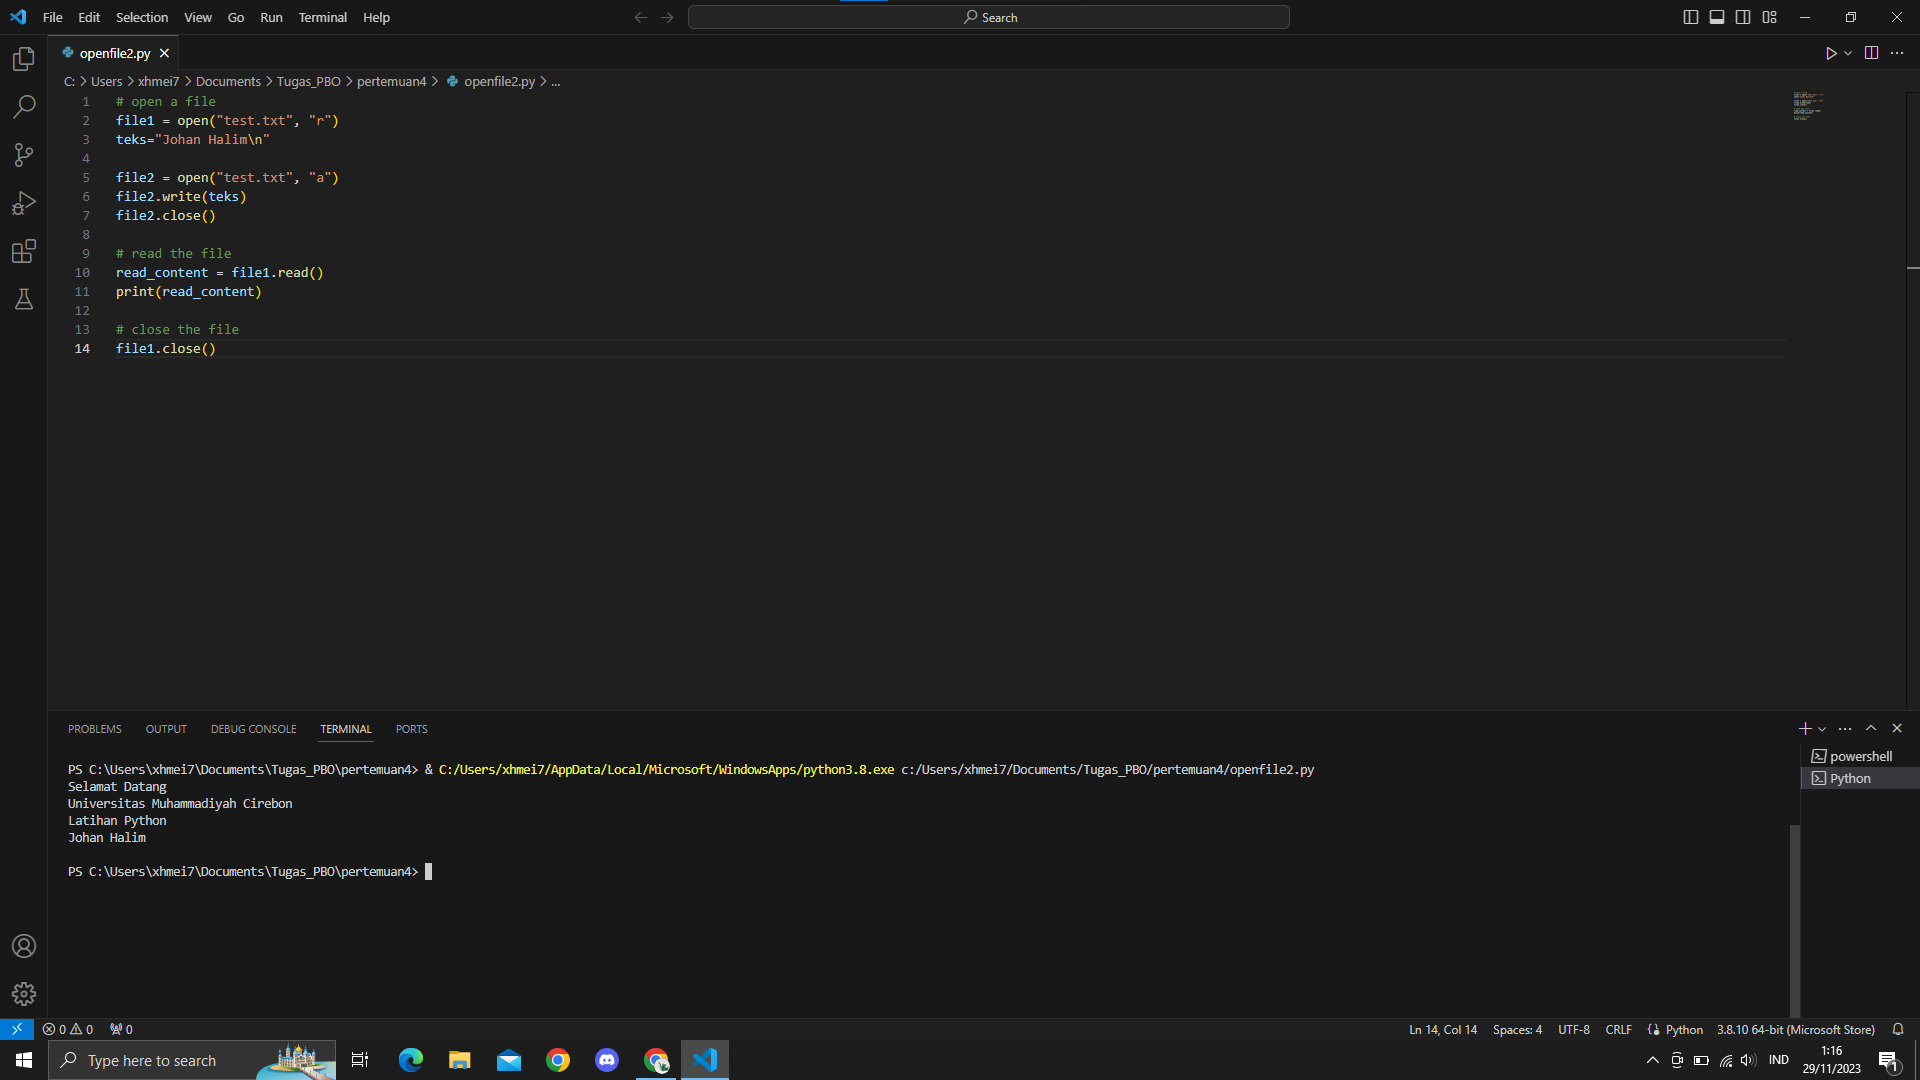 File Edit Selection View Go Run Terminal Help
Search
openfile2.py
C: > Users > xhmei7 > Documents > Tugas_PBO > pertemuan4 > openfile2.py > ...
1 # open a file
2 file1 = open("test.txt", "r")
3 teks="Johan Halim\n"
4
5 file2 = open("test.txt", "a")
6 file2.write(teks)
7 file2.close()
8
9 # read the file
10 read_content = file1.read()
11 print(read_content)
12
13 # close the file
14 file1.close()
PROBLEMS OUTPUT DEBUG CONSOLE TERMINAL PORTS
powershell
Python
PS C:\Users\xhmei7\Documents\Tugas_PBO\pertemuan4> & C:/Users/xhmei7/AppData/Local/Microsoft/WindowsApps/python3.8.exe c:/Users/xhmei7/Documents/Tugas_PBO/pertemuan4/openfile2.py
Selamat Datang
Universitas Muhammadiyah Cirebon
Latihan Python
Johan Halim
PS C:\Users\xhmei7\Documents\Tugas_PBO\pertemuan4>
0 0 0 Ln 14, Col 14 Spaces: 4 UTF-8 CRLF Python 3.8.10 64-bit (Microsoft Store)
Type here to search
IND
1:16
29/11/2023
1